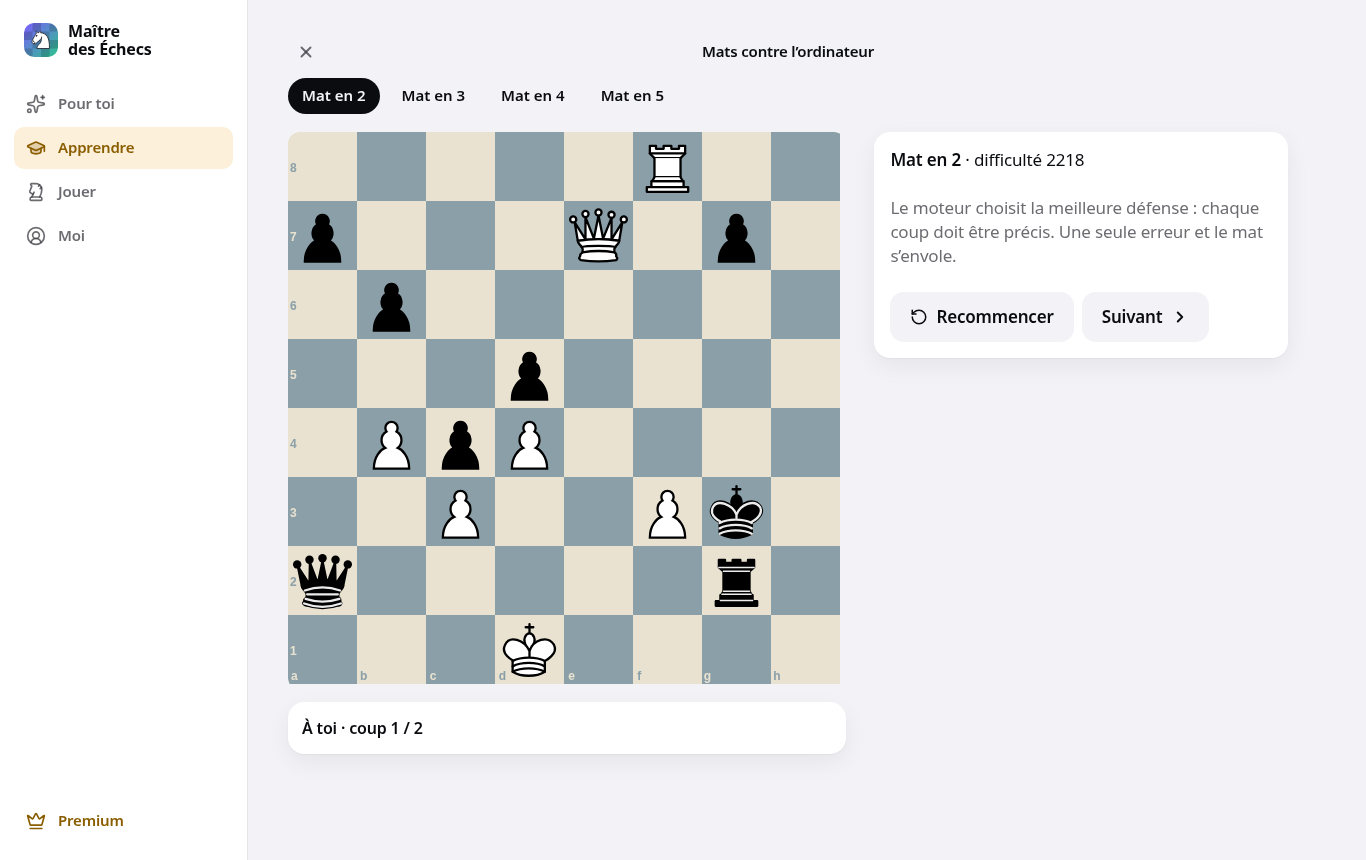 Maître
des Échecs
Pour toi
Apprendre
Jouer
Moi
Premium
Mats contre l’ordinateur
Mat en 2
Mat en 3
Mat en 4
Mat en 5
8
7
6
5
4
3
2
1
a b c d e f g h
À toi · coup 1 / 2
Mat en 2 · difficulté 2218
Le moteur choisit la meilleure défense : chaque
coup doit être précis. Une seule erreur et le mat
s’envole.
Recommencer
Suivant